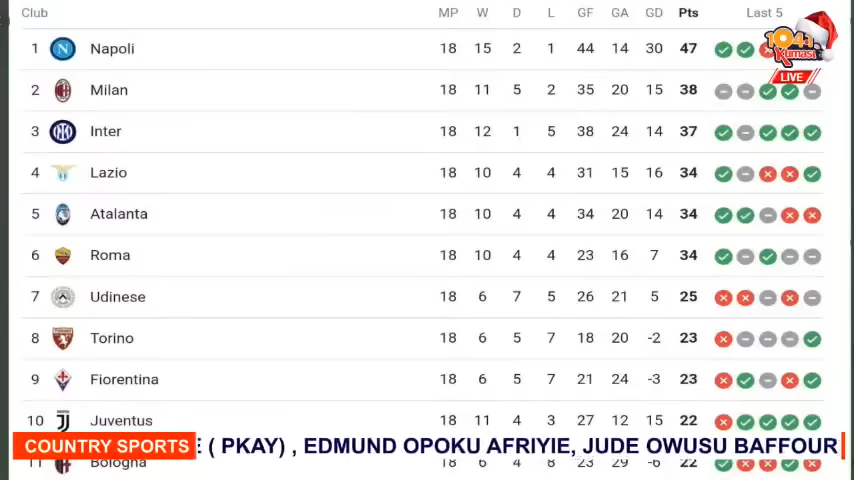 Club MP W D L GF GA GD Pts Last 5
1 Napoli 18 15 2 1 44 14 30 47
2 Milan 18 11 5 2 35 20 15 38
3 Inter 18 12 1 5 38 24 14 37
4 Lazio 18 10 4 4 31 15 16 34
5 Atalanta 18 10 4 4 34 20 14 34
6 Roma 18 10 4 4 23 16 7 34
7 Udinese 18 6 7 5 26 21 5 25
8 Torino 18 6 5 7 18 20 -2 23
9 Fiorentina 18 6 5 7 21 24 -3 23
10 Juventus 18 11 4 3 27 12 15 22
11 Bologna 18 6 4 8 23 29 -6 22
104.1
Kumasi
LIVE
COUNTRY SPORTS
E ( PKAY) , EDMUND OPOKU AFRIYIE, JUDE OWUSU BAFFOUR